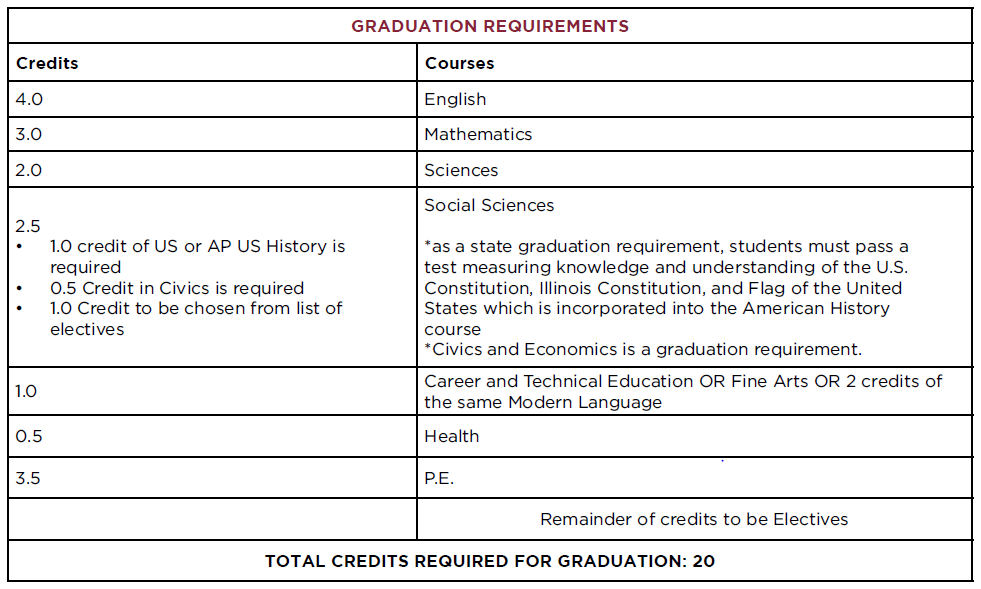 GRADUATION REQUIREMENTS
Credits
Courses
4.0
English
3.0
Mathematics
2.0
Sciences
2.5
• 1.0 credit of US or AP US History is
required
• 0.5 Credit in Civics is required
• 1.0 Credit to be chosen from list of
electives
Social Sciences
*as a state graduation requirement, students must pass a
test measuring knowledge and understanding of the U.S.
Constitution, Illinois Constitution, and Flag of the United
States which is incorporated into the American History
course
*Civics and Economics is a graduation requirement.
1.0
Career and Technical Education OR Fine Arts OR 2 credits of
the same Modern Language
0.5
Health
3.5
P.E.
Remainder of credits to be Electives
TOTAL CREDITS REQUIRED FOR GRADUATION: 20